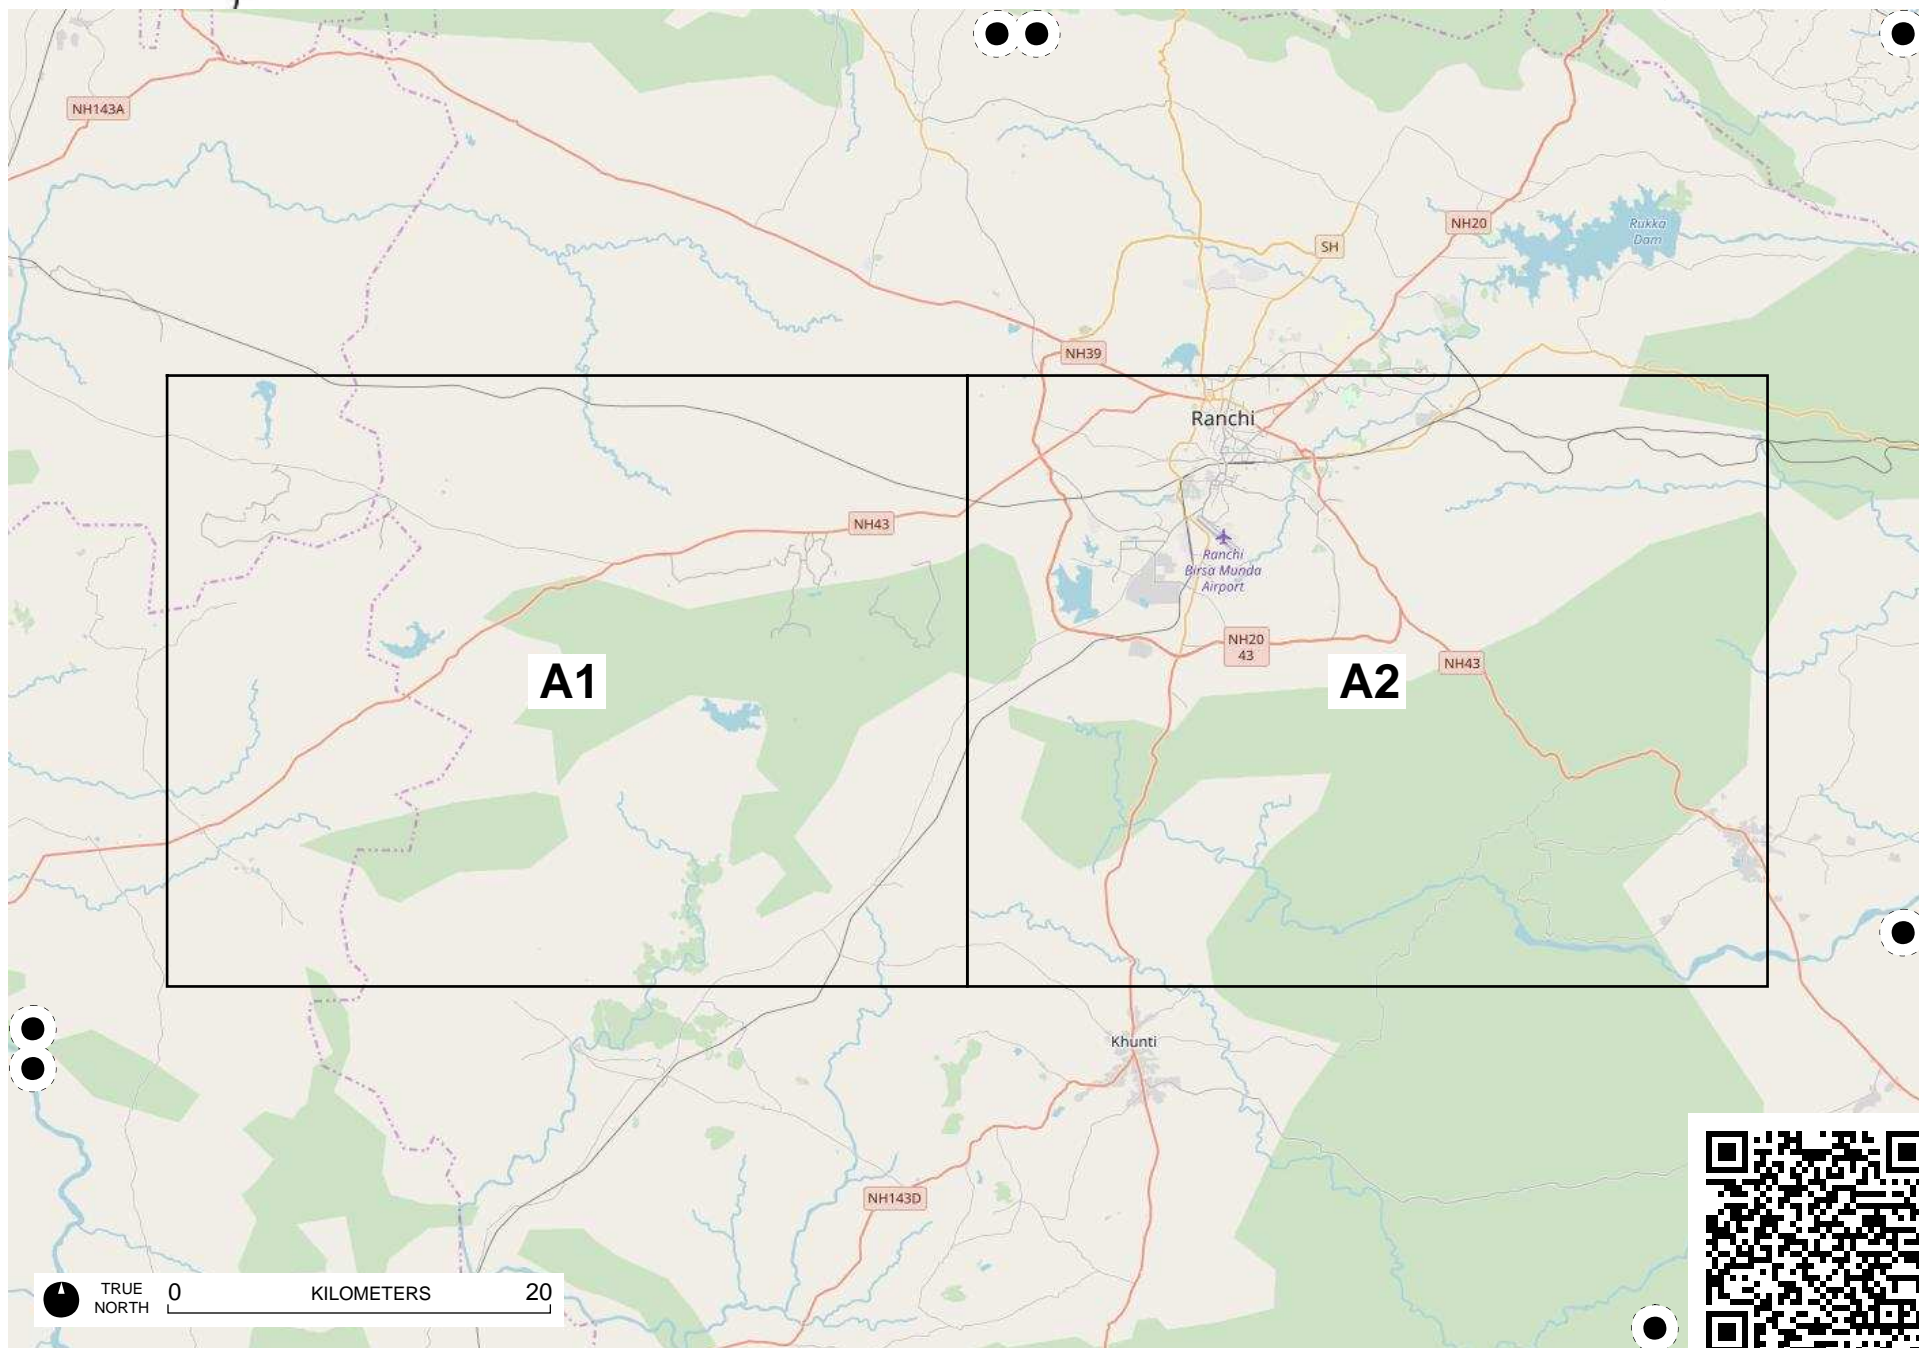 NH143A
NH20
Rukka
Dam
SH
NH39
Ranchi
NH43
Ranchi
Birsa Munda
Airport
NH20
43
NH43
A1
A2
Khunti
NH143D
TRUE
NORTH
0
KILOMETERS
20